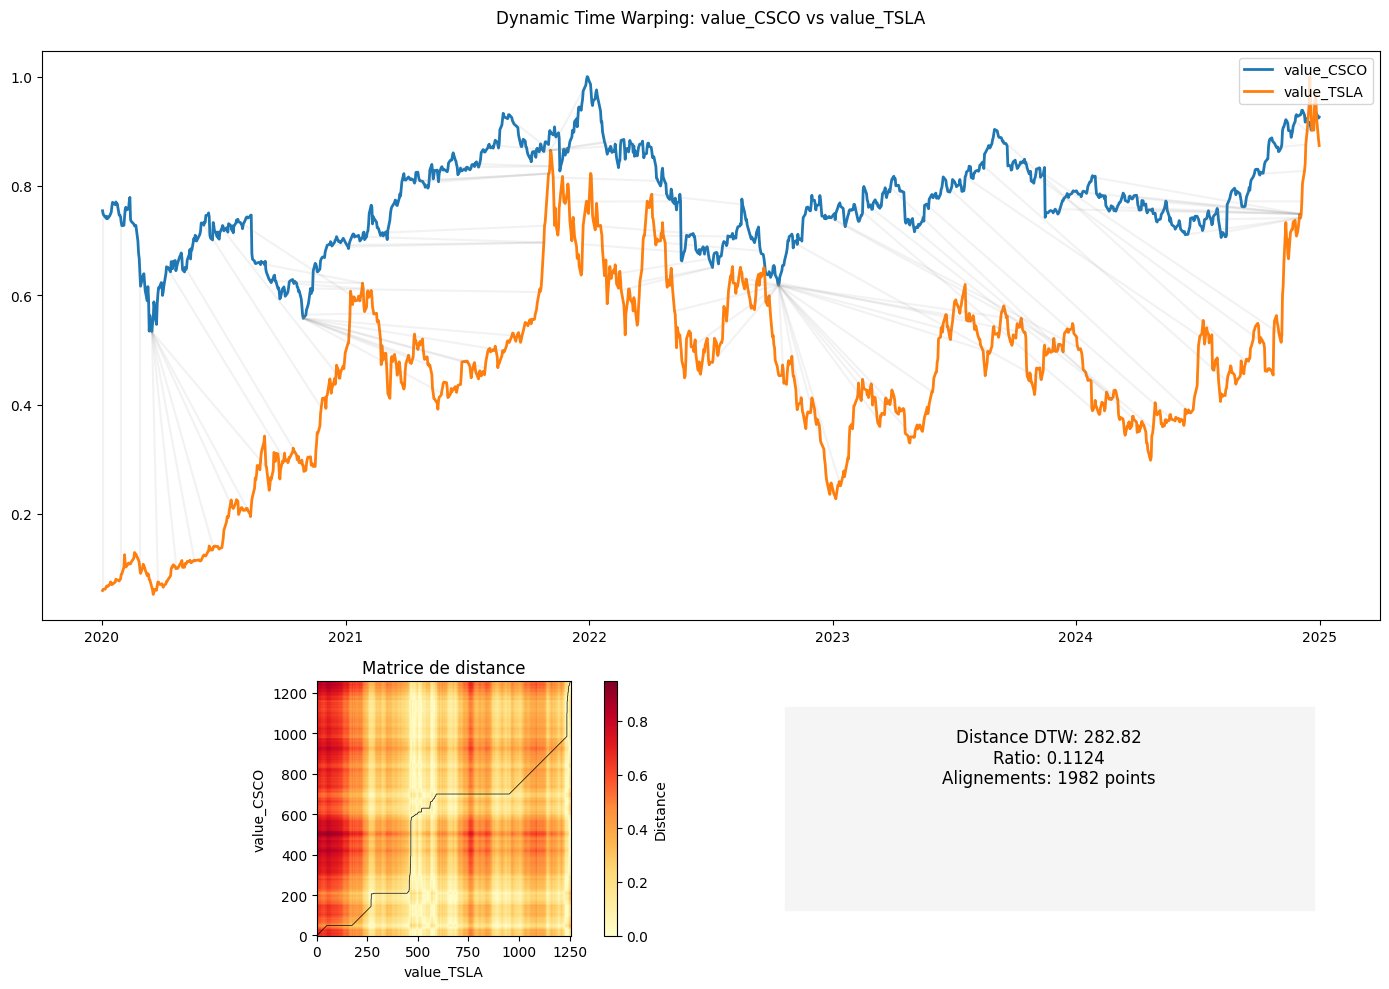 Dynamic Time Warping: value_CSCO vs value_TSLA
value_CSCO
value_TSLA
1.0
0.8
0.6
0.4
0.2
2020 2021 2022 2023 2024 2025
Matrice de distance
1200
1000
800
600
400
200
0
value_CSCO
0 250 500 750 1000 1250
value_TSLA
0.8
0.6
0.4
0.2
0.0
Distance
Distance DTW: 282.82
Ratio: 0.1124
Alignements: 1982 points